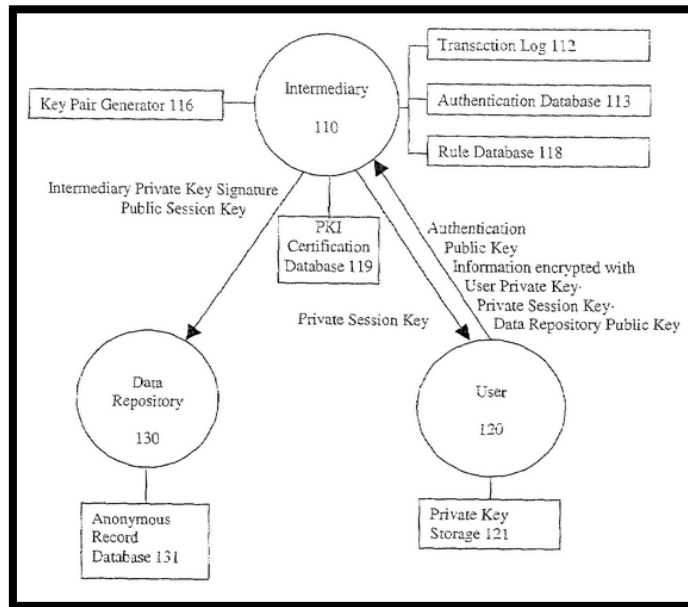 Transaction Log 112
Intermediary
110
Key Pair Generator 116
Authentication Database 113
Rule Database 118
Intermediary Private Key Signature
Public Session Key
PKI
Certification
Database 119
Authentication
Public Key
Information encrypted with
User Private Key·
Private Session Key·
Data Repository Public Key
Private Session Key
Data
Repository
130
User
120
Anonymous
Record
Database 131
Private Key
Storage 121